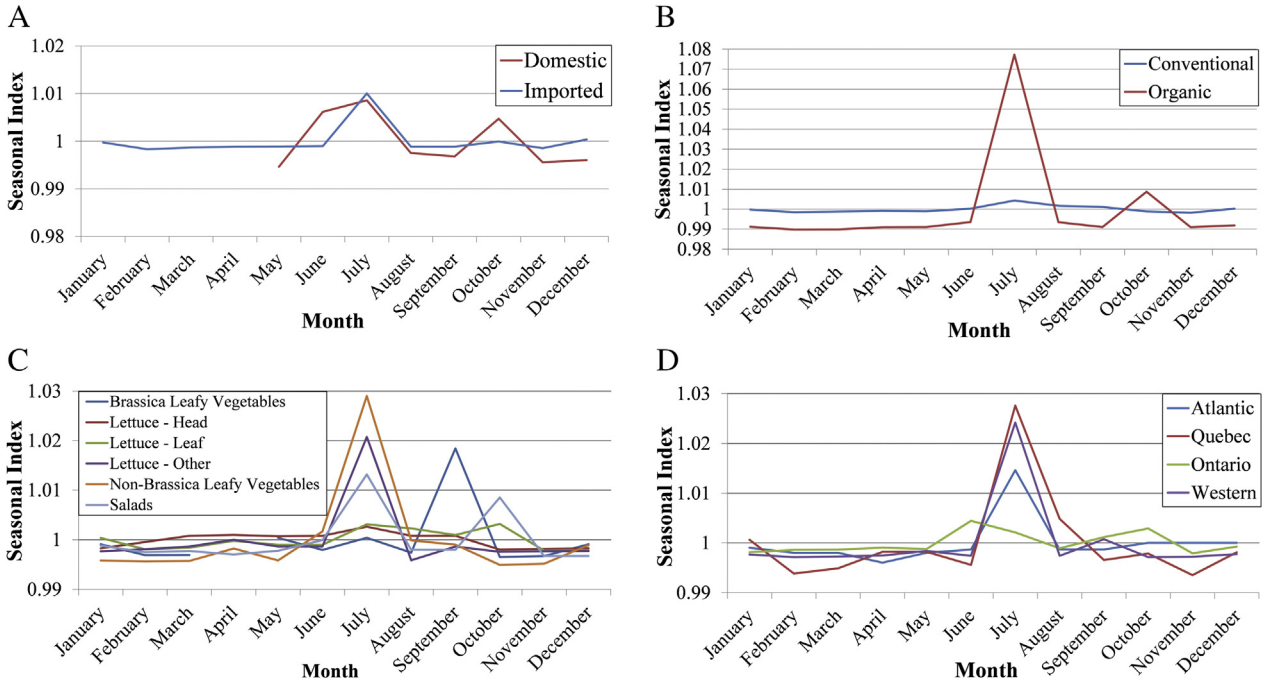 A
1.02
1.01
1
0.99
0.98
Seasonal Index
Domestic
Imported
January
February
March
April
May
June
July
August
September
October
November
December
Month
B
1.08
1.07
1.06
1.05
1.04
1.03
1.02
1.01
1
0.99
0.98
Seasonal Index
Conventional
Organic
January
February
March
April
May
June
July
August
September
October
November
December
Month
C
1.03
1.02
1.01
1
0.99
Seasonal Index
Brassica Leafy Vegetables
Lettuce - Head
Lettuce - Leaf
Lettuce - Other
Non-Brassica Leafy Vegetables
Salads
January
February
March
April
May
June
July
August
September
October
November
December
Month
D
1.03
1.02
1.01
1
0.99
Seasonal Index
Atlantic
Quebec
Ontario
Western
January
February
March
April
May
June
July
August
September
October
November
December
Month